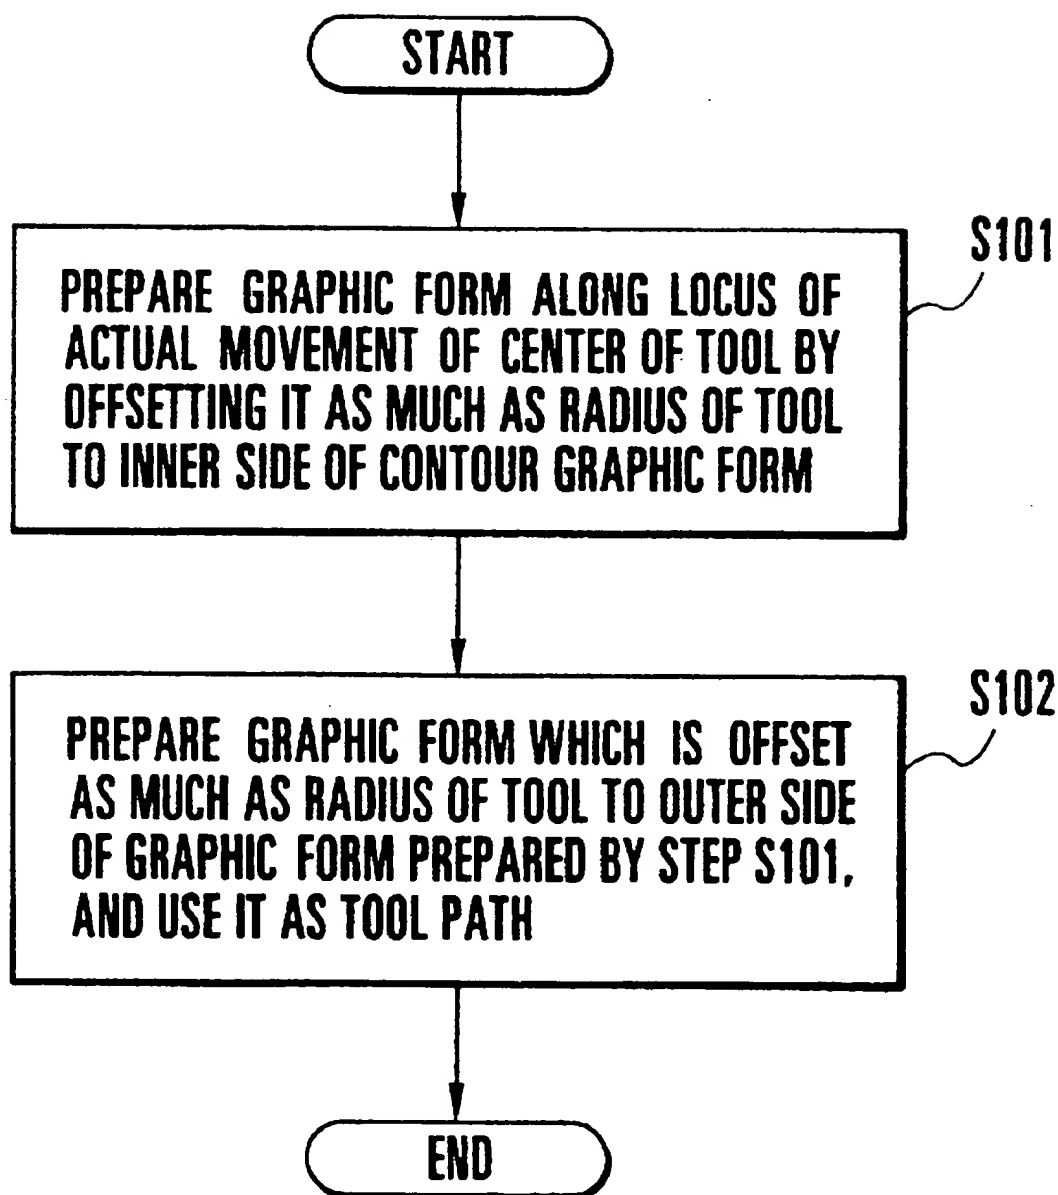 START
S101
PREPARE GRAPHIC FORM ALONG LOCUS OF
ACTUAL MOVEMENT OF CENTER OF TOOL BY
OFFSETTING IT AS MUCH AS RADIUS OF TOOL
TO INNER SIDE OF CONTOUR GRAPHIC FORM
S102
PREPARE GRAPHIC FORM WHICH IS OFFSET
AS MUCH AS RADIUS OF TOOL TO OUTER SIDE
OF GRAPHIC FORM PREPARED BY STEP S101,
AND USE IT AS TOOL PATH
END